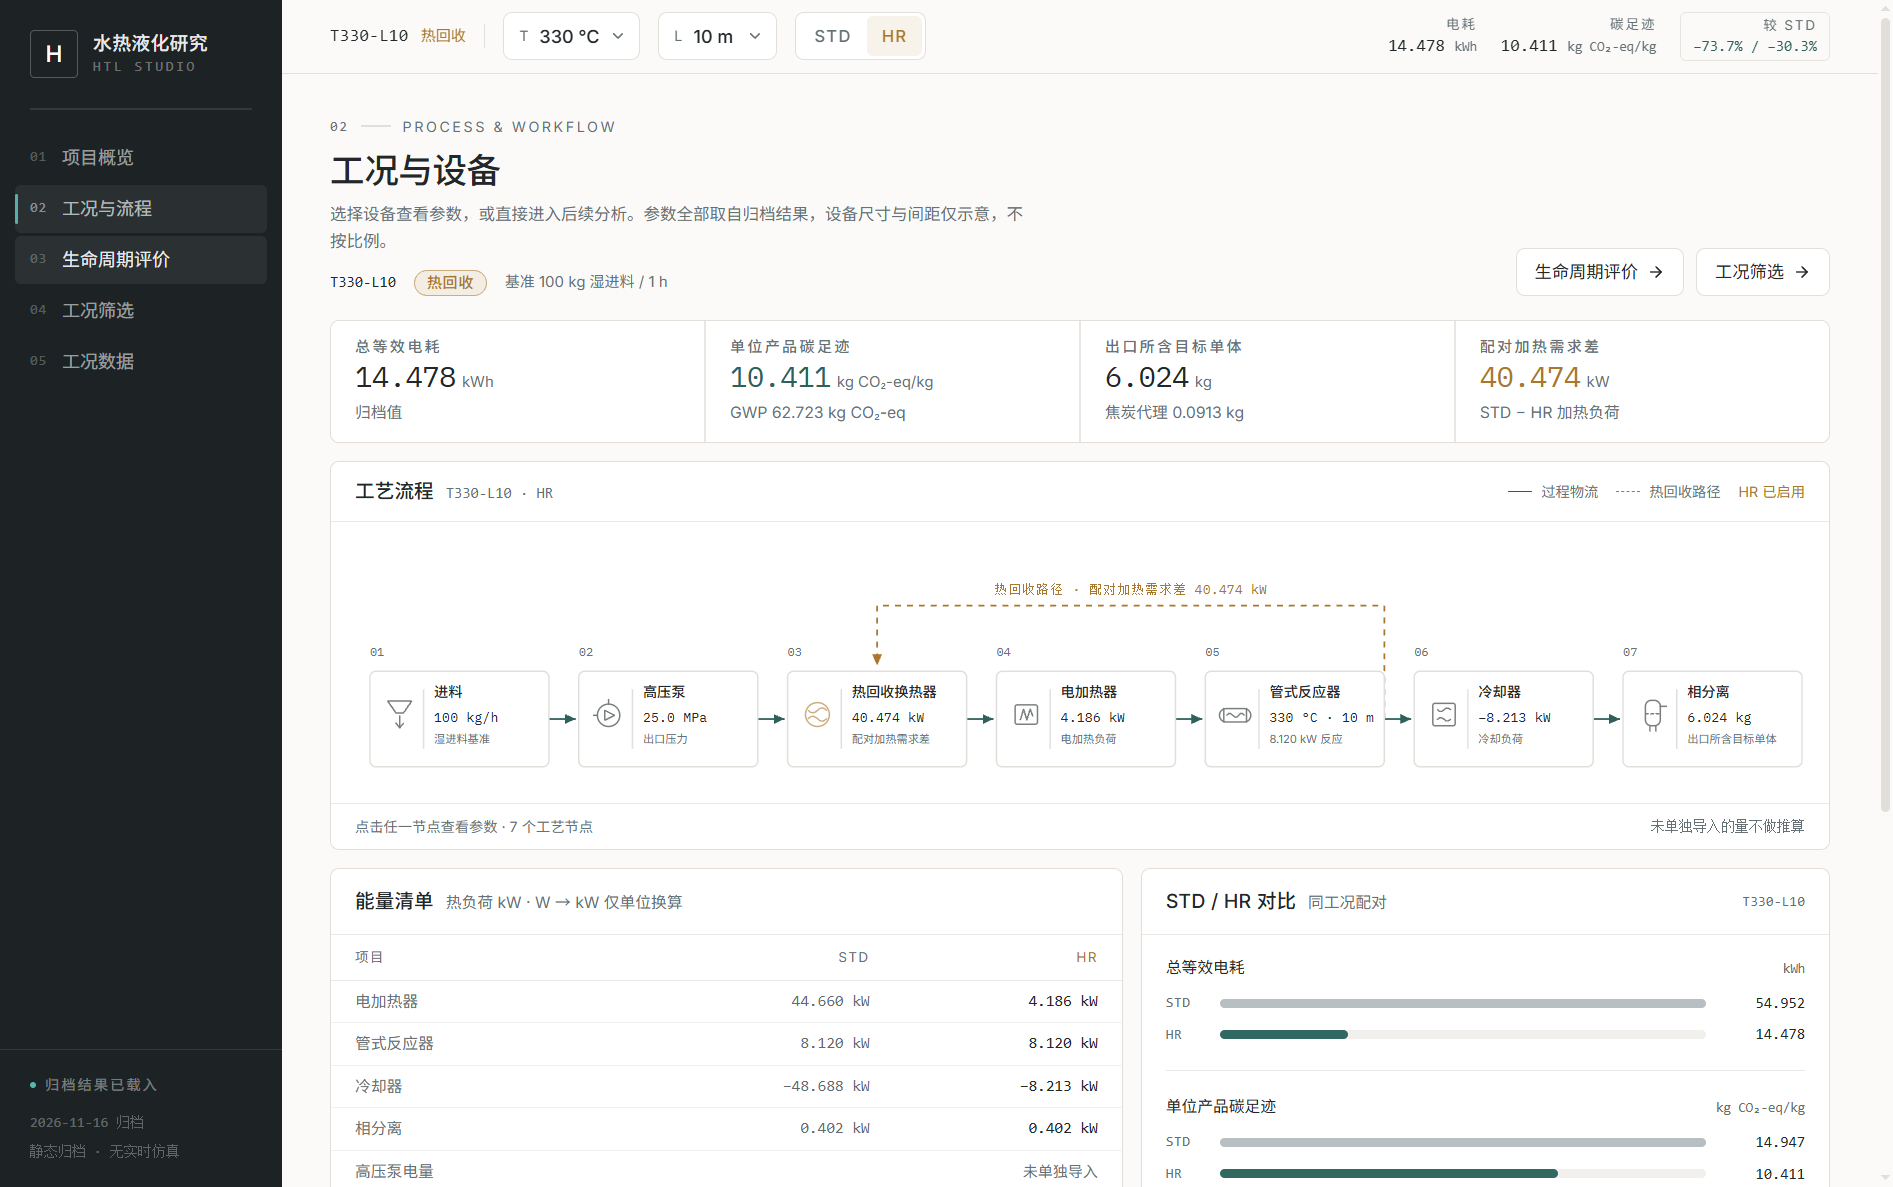 H
水热液化研究
HTL STUDIO
01 项目概览
02 工况与流程
03 生命周期评价
04 工况筛选
05 工况数据
归档结果已载入
2026-11-16 归档
静态归档 · 无实时仿真
T330-L10 热回收
T 330 °C
L 10 m
STD HR
电耗
14.478 kWh
碳足迹
10.411 kg CO₂-eq/kg
较 STD
−73.7% / −30.3%
02 PROCESS & WORKFLOW
工况与设备
选择设备查看参数，或直接进入后续分析。参数全部取自归档结果，设备尺寸与间距仅示意，不
按比例。
T330-L10 热回收 基准 100 kg 湿进料 / 1 h
生命周期评价 →
工况筛选 →
总等效电耗
14.478 kWh
归档值
单位产品碳足迹
10.411 kg CO₂-eq/kg
GWP 62.723 kg CO₂-eq
出口所含目标单体
6.024 kg
焦炭代理 0.0913 kg
配对加热需求差
40.474 kW
STD − HR 加热负荷
工艺流程 T330-L10 · HR
过程物流 热回收路径 HR 已启用
热回收路径 · 配对加热需求差 40.474 kW
01
进料
100 kg/h
湿进料基准
02
高压泵
25.0 MPa
出口压力
03
热回收换热器
40.474 kW
配对加热需求差
04
电加热器
4.186 kW
电加热负荷
05
管式反应器
330 °C · 10 m
8.120 kW 反应
06
冷却器
−8.213 kW
冷却负荷
07
相分离
6.024 kg
出口所含目标单体
点击任一节点查看参数 · 7 个工艺节点
未单独导入的量不做推算
能量清单 热负荷 kW · W → kW 仅单位换算
项目 STD HR
电加热器 44.660 kW 4.186 kW
管式反应器 8.120 kW 8.120 kW
冷却器 −48.688 kW −8.213 kW
相分离 0.402 kW 0.402 kW
高压泵电量 未单独导入
STD / HR 对比 同工况配对 T330-L10
总等效电耗 kWh
STD 54.952
HR 14.478
单位产品碳足迹 kg CO₂-eq/kg
STD 14.947
HR 10.411